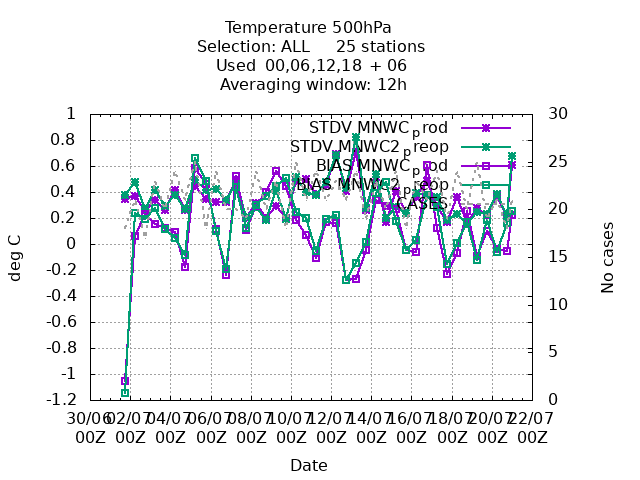 Temperature 500hPa
Selection: ALL 25 stations
Used 00,06,12,18 + 06
Averaging window: 12h
1
0.8
0.6
0.4
0.2
0
-0.2
-0.4
-0.6
-0.8
-1
-1.2
deg C
30
25
20
15
10
5
0
No cases
STDV MNWC_prod
STDV MNWC2_preop
BIAS MNWC_prod
BIAS MNWC2_preop
CASES
30/06 02/07 04/07 06/07 08/07 10/07 12/07 14/07 16/07 18/07 20/07 22/07
00Z 00Z 00Z 00Z 00Z 00Z 00Z 00Z 00Z 00Z 00Z 00Z
Date